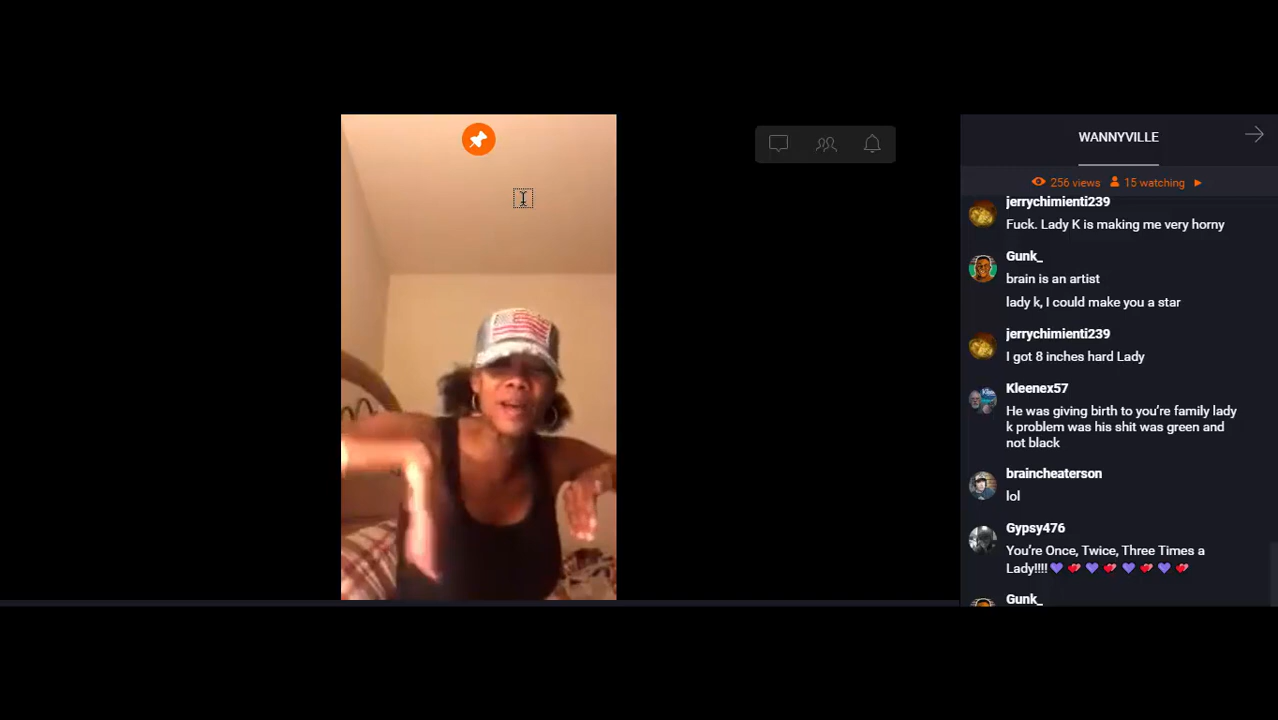 WANNYVILLE
256 views 15 watching
jerrychimienti239
Fuck. Lady K is making me very horny
Gunk_
brain is an artist
lady k, I could make you a star
jerrychimienti239
I got 8 inches hard Lady
Kleenex57
He was giving birth to you're family lady
k problem was his shit was green and
not black
braincheaterson
lol
Gypsy476
You're Once, Twice, Three Times a
Lady!!!!💜💕💜💕💜💕💜💕
Gunk_